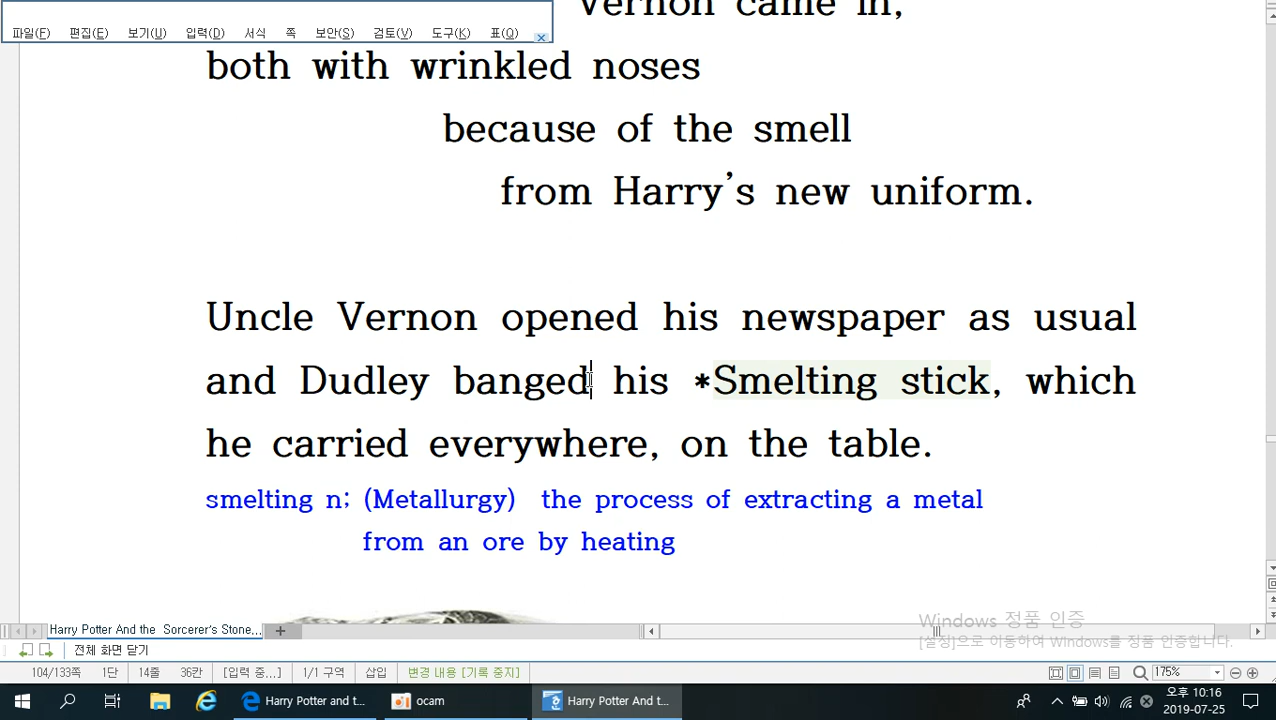 Vernon came in,
파일(F) 편집(E) 보기(U) 입력(D) 서식 쪽 보안(S) 검토(V) 도구(K) 표(Q)
both with wrinkled noses
because of the smell
from Harry's new uniform.
Uncle Vernon opened his newspaper as usual
and Dudley banged his *Smelting stick, which
he carried everywhere, on the table.
smelting n; (Metallurgy) the process of extracting a metal
from an ore by heating
Windows 정품 인증
[설정]으로 이동하여 Windows를 정품 인증합니다.
Harry Potter And the Sorcerer's Stone,...
전체 화면 닫기
104/133쪽 1단 14줄 36칸 [입력 중...] 1/1 구역 삽입 변경 내용 [기록 중지] 175%
Harry Potter and t... ocam Harry Potter And t... 오후 10:16
2019-07-25